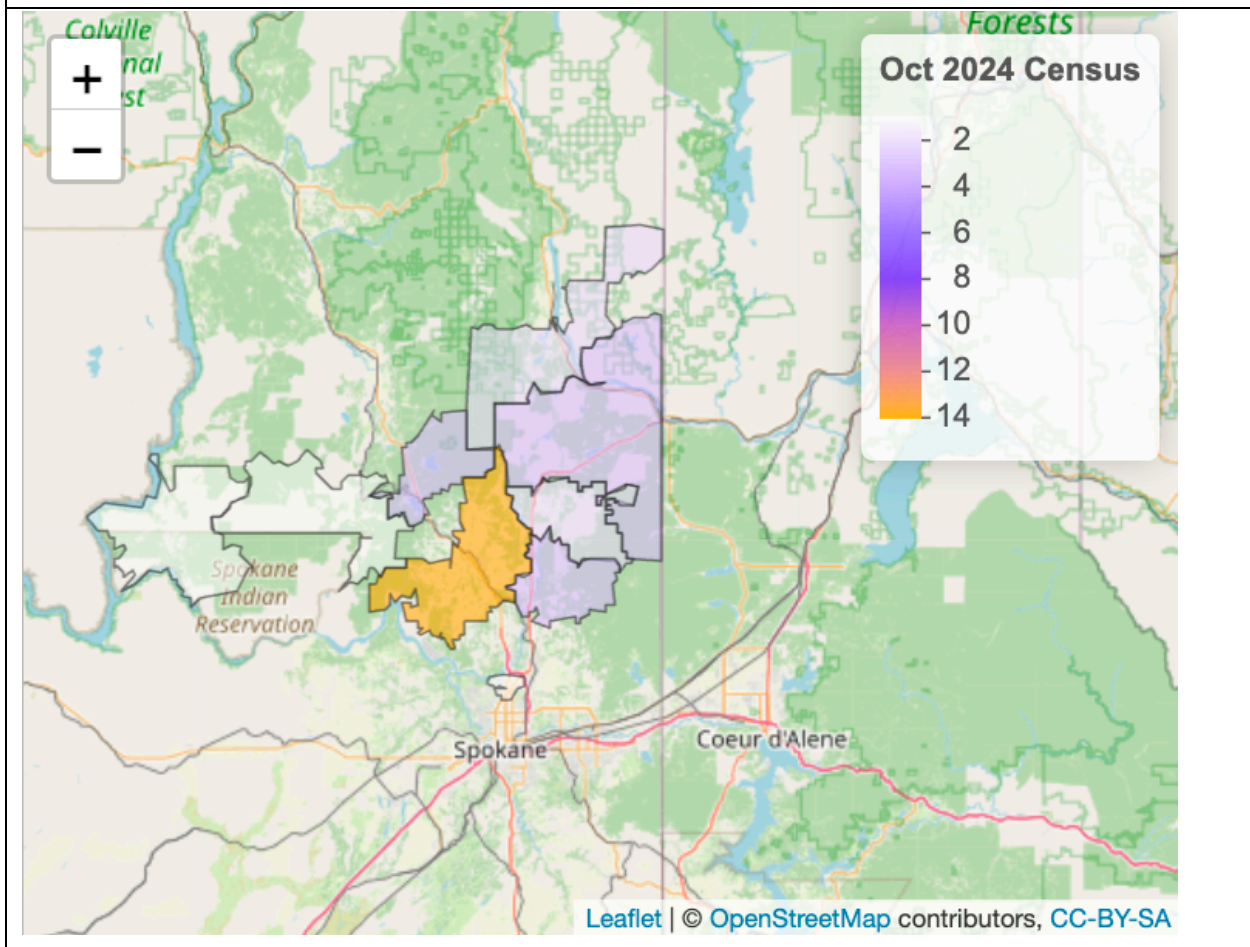 Colville
nal
est
+
−
Forests
Oct 2024 Census
2
4
6
8
10
12
14
Spokane
Indian
Reservation
Spokane
Coeur d'Alene
Leaflet | © OpenStreetMap contributors, CC-BY-SA